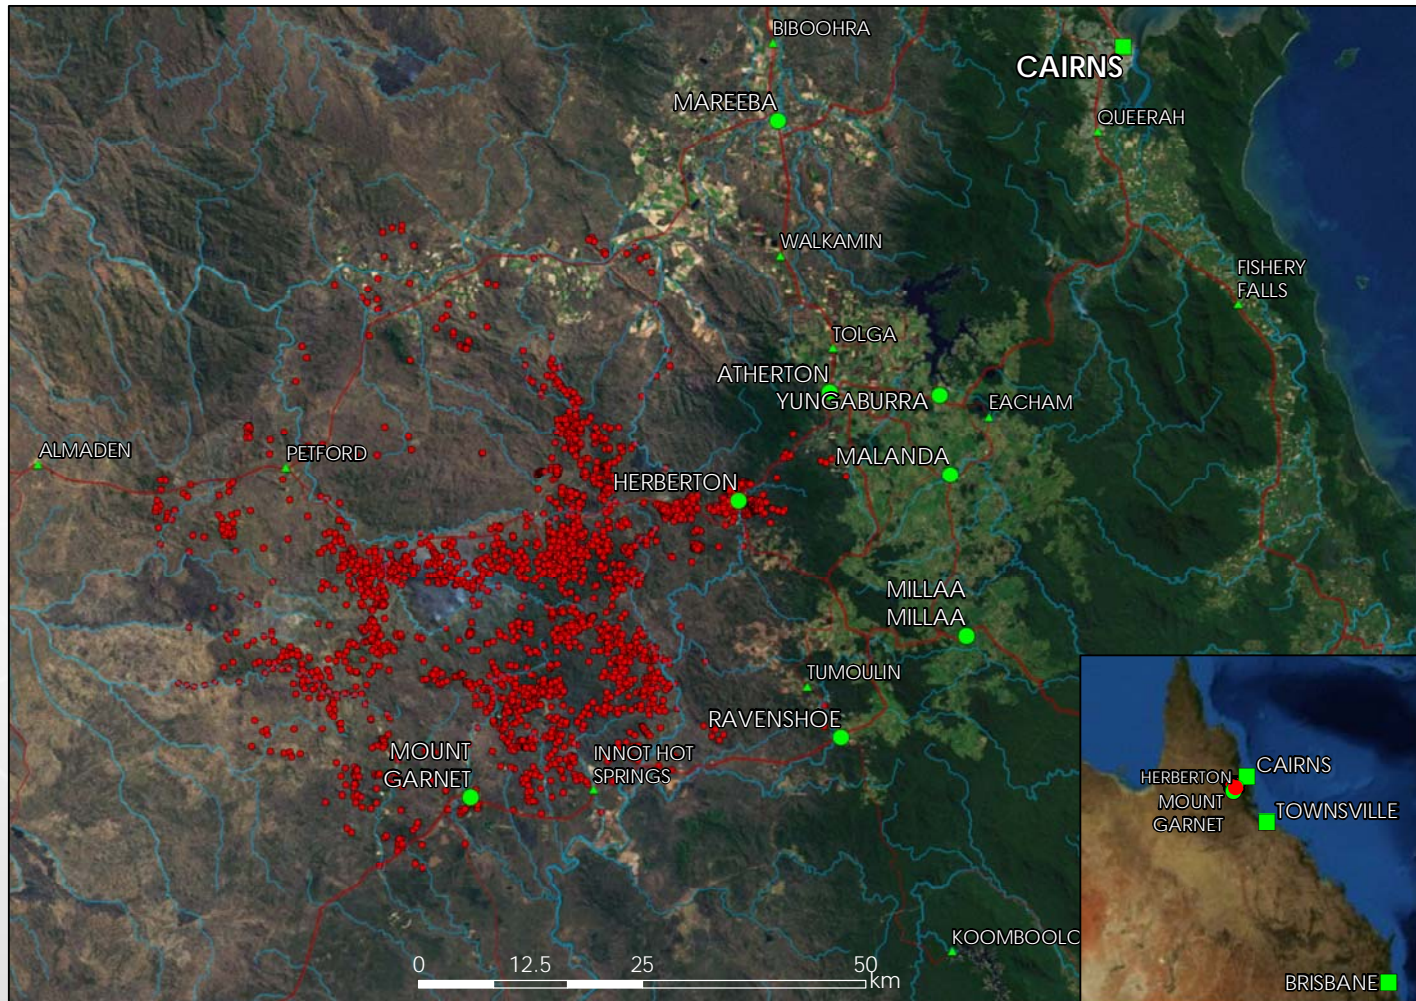 BIBOOHRA
CAIRNS
MAREEBA
QUEERAH
WALKAMIN
FISHERY
FALLS
TOLGA
ATHERTON
YUNGABURRA
EACHAM
ALMADEN
PETFORD
MALANDA
HERBERTON
MILLAA
MILLAA
TUMOULIN
RAVENSHOE
MOUNT
GARNET
INNOT HOT
SPRINGS
KOOMBOOLO
0 12.5 25 50
km
CAIRNS
HERBERTON
MOUNT
GARNET
TOWNSVILLE
BRISBANE